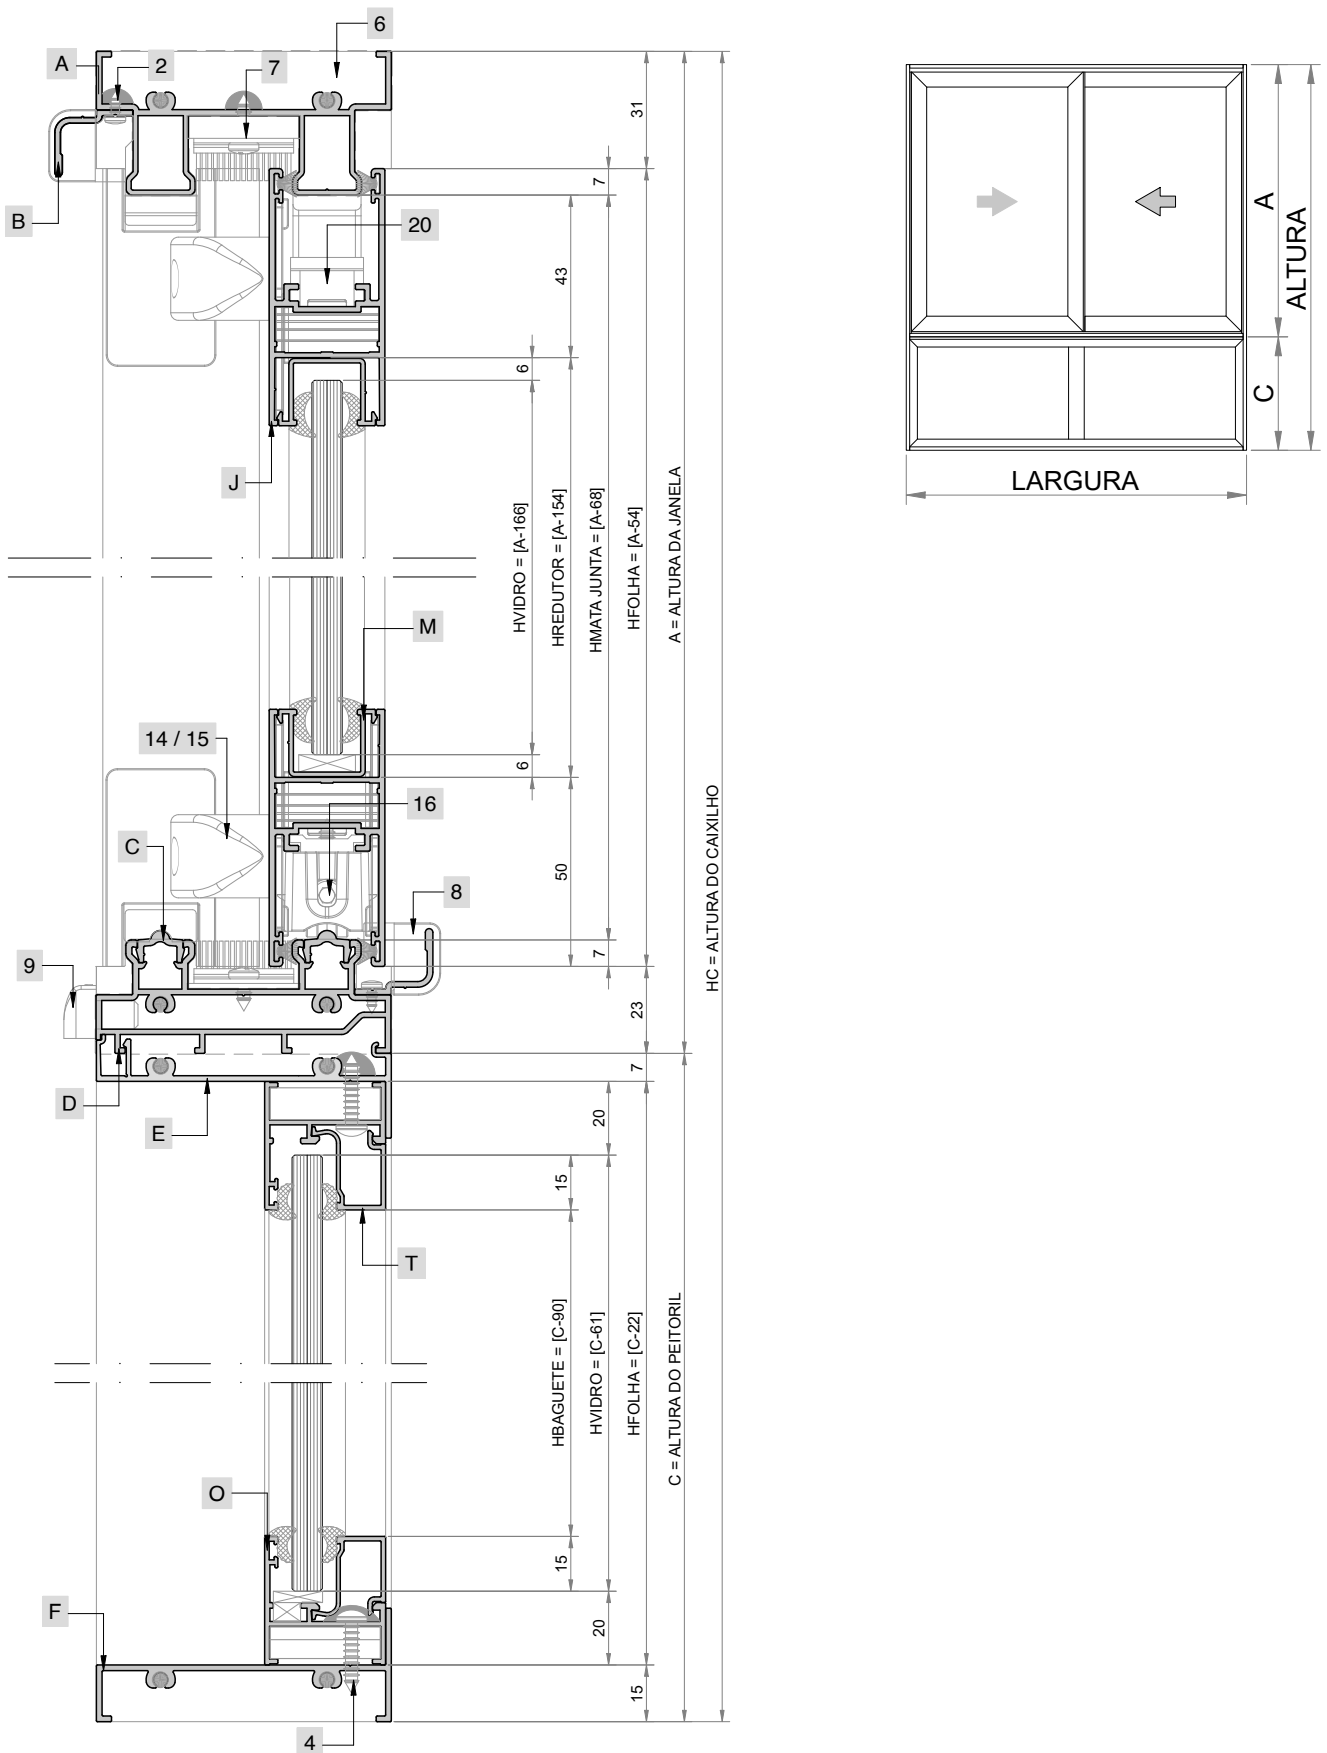 6
A
2
7
31
7
B
20
43
6
J
HVIDRO = [A-166]
HREDUTOR = [A-154]
HMATA JUNTA = [A-68]
HFOLHA = [A-54]
A = ALTURA DA JANELA
HC = ALTURA DO CAIXILHO
M
14 / 15
6
16
C
50
8
9
7
23
D
7
E
20
15
T
HBAGUETE = [C-90]
HVIDRO = [C-61]
HFOLHA = [C-22]
C = ALTURA DO PEITORIL
O
15
F
20
15
4
A
ALTURA
C
LARGURA